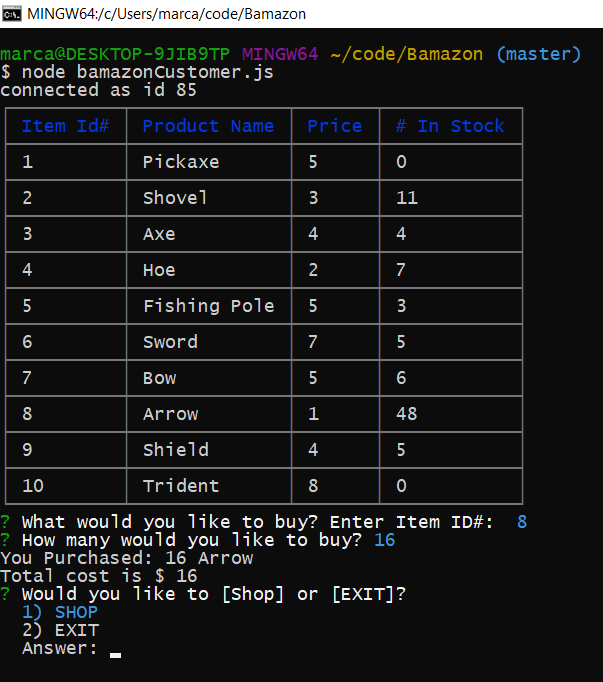 MINGW64:/c/Users/marca/code/Bamazon
marca@DESKTOP-9JIB9TP MINGW64 ~/code/Bamazon (master)
$ node bamazonCustomer.js
connected as id 85
Item Id# Product Name Price # In Stock
1 Pickaxe 5 0
2 Shovel 3 11
3 Axe 4 4
4 Hoe 2 7
5 Fishing Pole 5 3
6 Sword 7 5
7 Bow 5 6
8 Arrow 1 48
9 Shield 4 5
10 Trident 8 0
? What would you like to buy? Enter Item ID#:  8
? How many would you like to buy? 16
You Purchased: 16 Arrow
Total cost is $ 16
? Would you like to [Shop] or [EXIT]?
1) SHOP
2) EXIT
Answer: